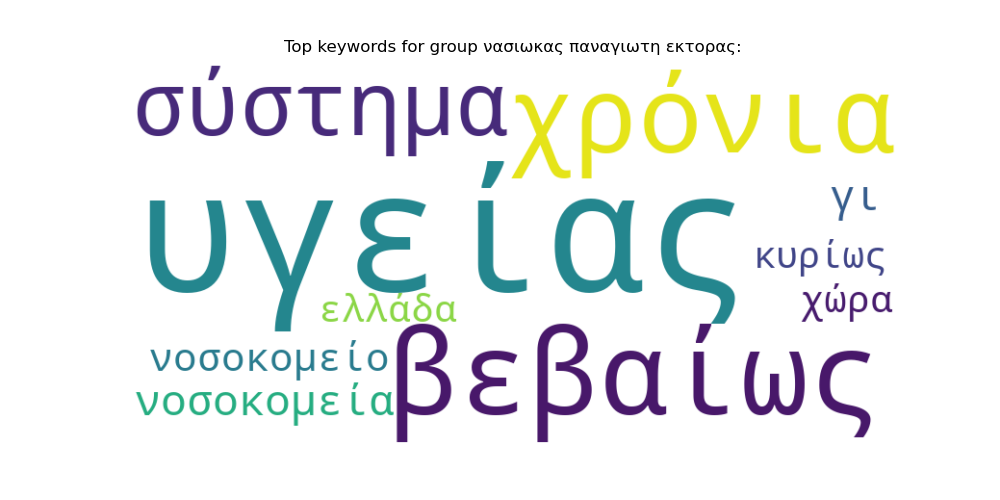 Top keywords for group νασιωκας παναγιωτη εκτορας:
σύστημα χρόνια
υγείας
γι
κυρίως
ελλάδα χώρα
νοσοκομείο βεβαίως
νοσοκομεία